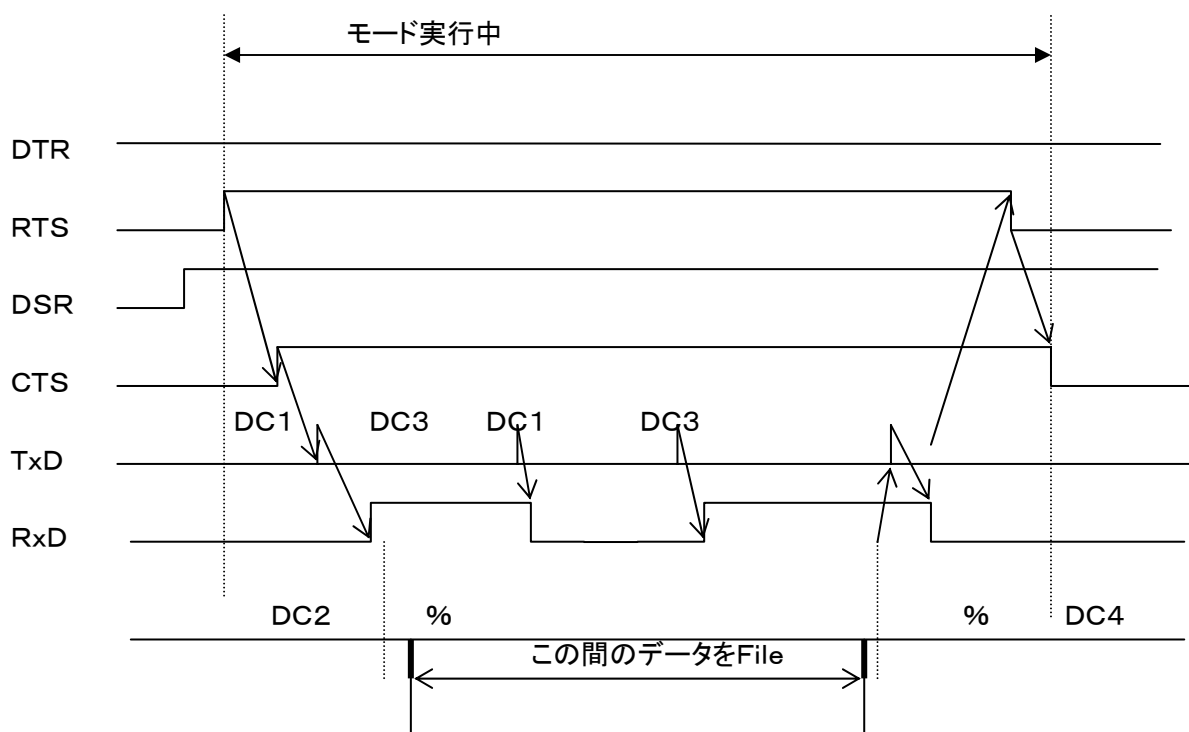 モード実行中
DTR
RTS
DSR
CTS
DC1 DC3 DC1 DC3
TxD
RxD
DC2 % % DC4
この間のデータをFile